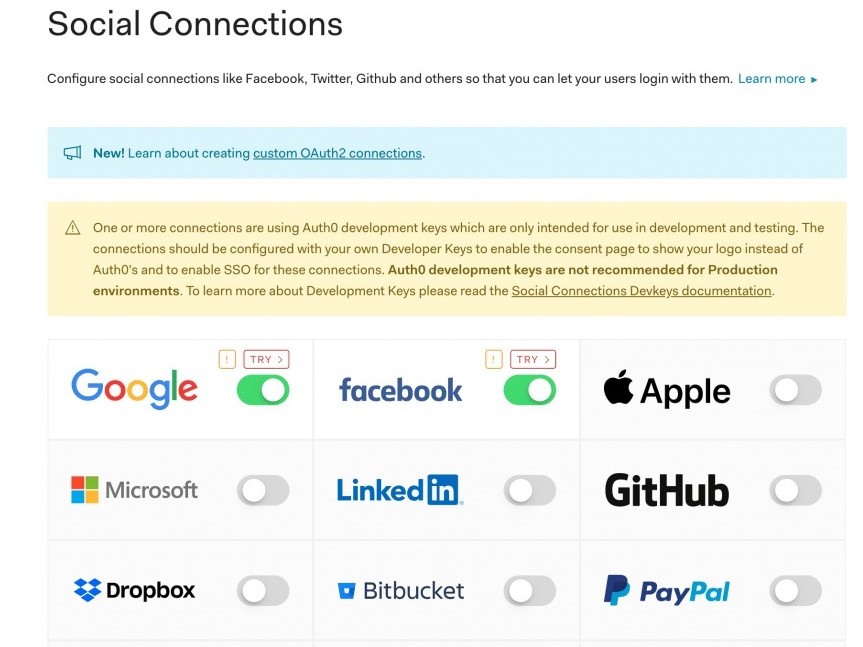 Social Connections
Configure social connections like Facebook, Twitter, Github and others so that you can let your users login with them. Learn more ▸
New! Learn about creating custom OAuth2 connections.
One or more connections are using Auth0 development keys which are only intended for use in development and testing. The
connections should be configured with your own Developer Keys to enable the consent page to show your logo instead of
Auth0's and to enable SSO for these connections. Auth0 development keys are not recommended for Production
environments. To learn more about Development Keys please read the Social Connections Devkeys documentation.
! TRY >
! TRY >
Google
facebook
Apple
Microsoft
Linked in
GitHub
Dropbox
Bitbucket
PayPal